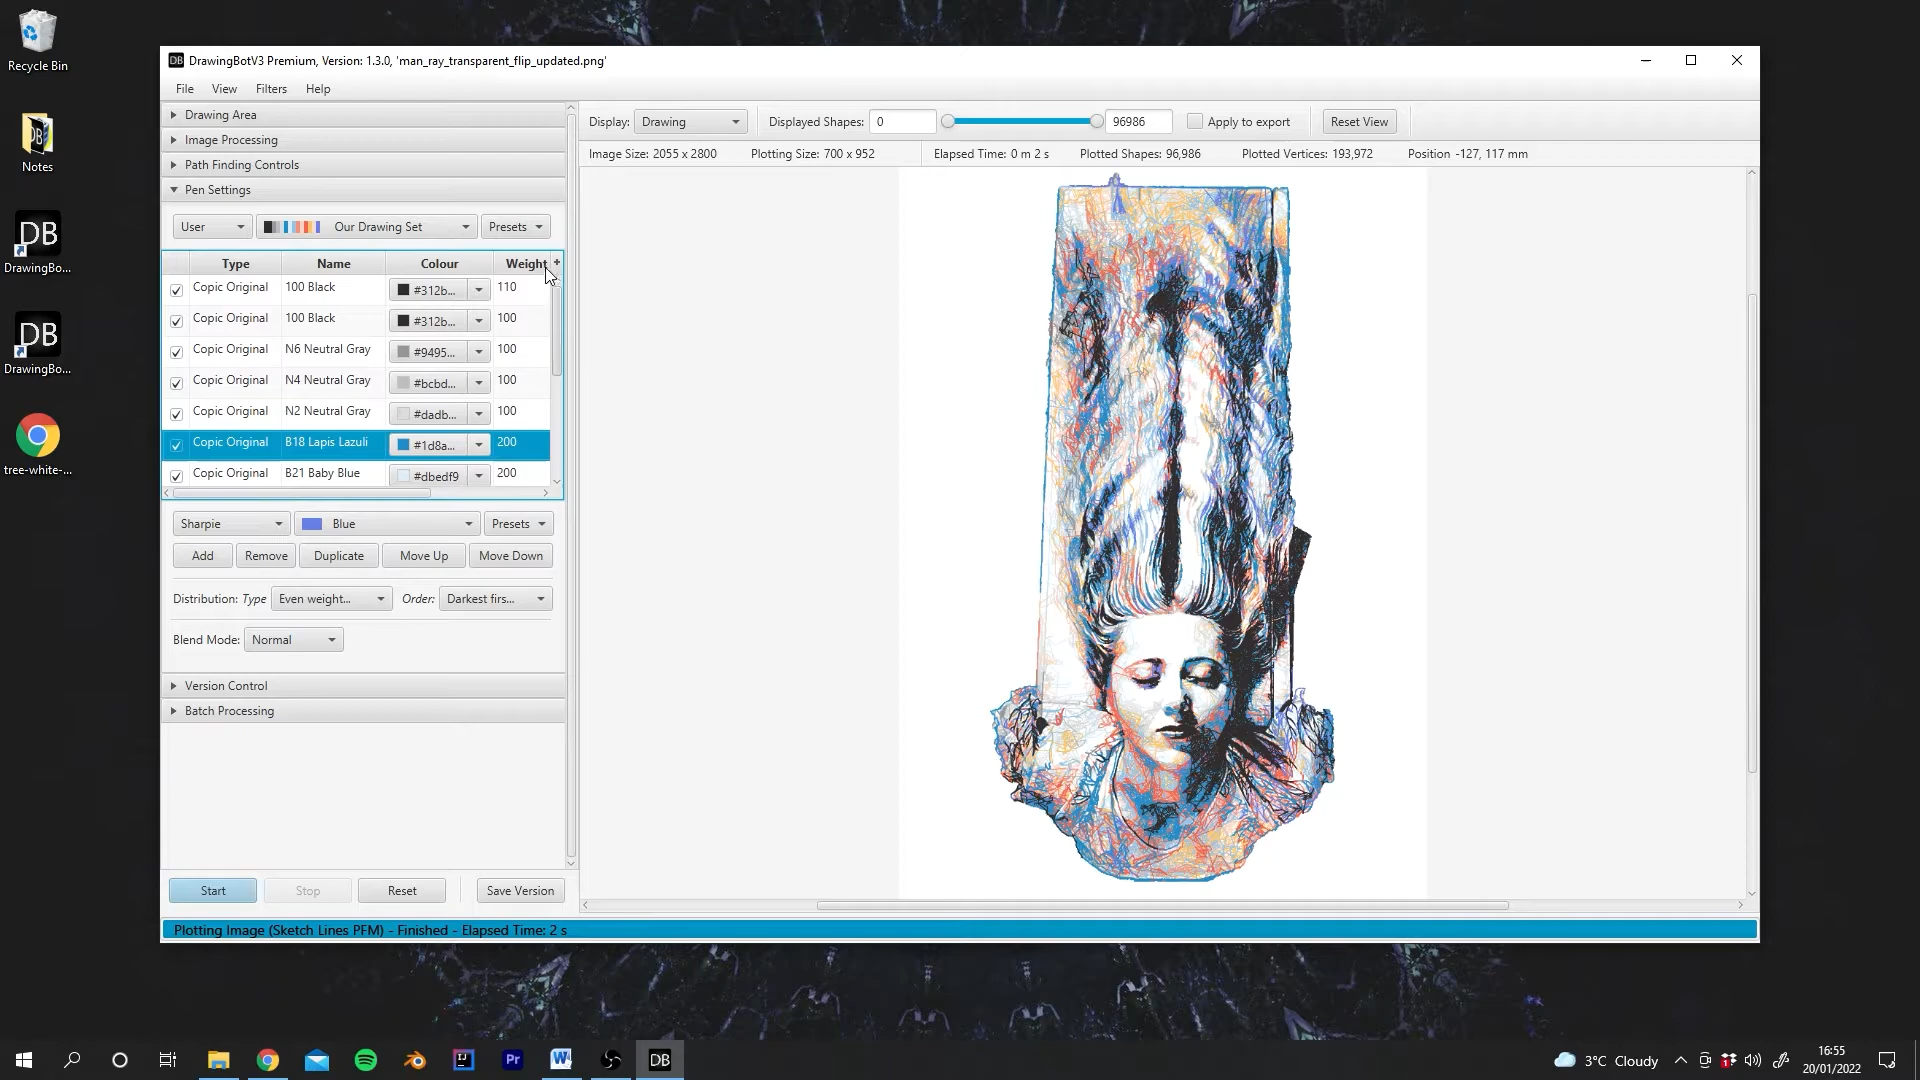 Recycle Bin
Notes
DB
DrawingBo...
DB
DrawingBo...
tree-white-...
DB DrawingBotV3 Premium, Version: 1.3.0, 'man_ray_transparent_flip_updated.png'
File View Filters Help
Drawing Area
Image Processing
Path Finding Controls
Pen Settings
User Our Drawing Set Presets
Type Name Colour Weight +
Copic Original 100 Black #312b... 110
Copic Original 100 Black #312b... 100
Copic Original N6 Neutral Gray #9495... 100
Copic Original N4 Neutral Gray #bcbd... 100
Copic Original N2 Neutral Gray #dadb... 100
Copic Original B18 Lapis Lazuli #1d8a... 200
Copic Original B21 Baby Blue #dbedf9 200
Sharpie Blue Presets
Add Remove Duplicate Move Up Move Down
Distribution: Type Even weight... Order: Darkest firs...
Blend Mode: Normal
Version Control
Batch Processing
Start Stop Reset Save Version
Display: Drawing Displayed Shapes: 0 96986 Apply to export Reset View
Image Size: 2055 x 2800 Plotting Size: 700 x 952 Elapsed Time: 0 m 2 s Plotted Shapes: 96,986 Plotted Vertices: 193,972 Position -127, 117 mm
Plotting Image (Sketch Lines PFM) - Finished - Elapsed Time: 2 s
Pr
W
DB
3°C Cloudy
16:55
20/01/2022